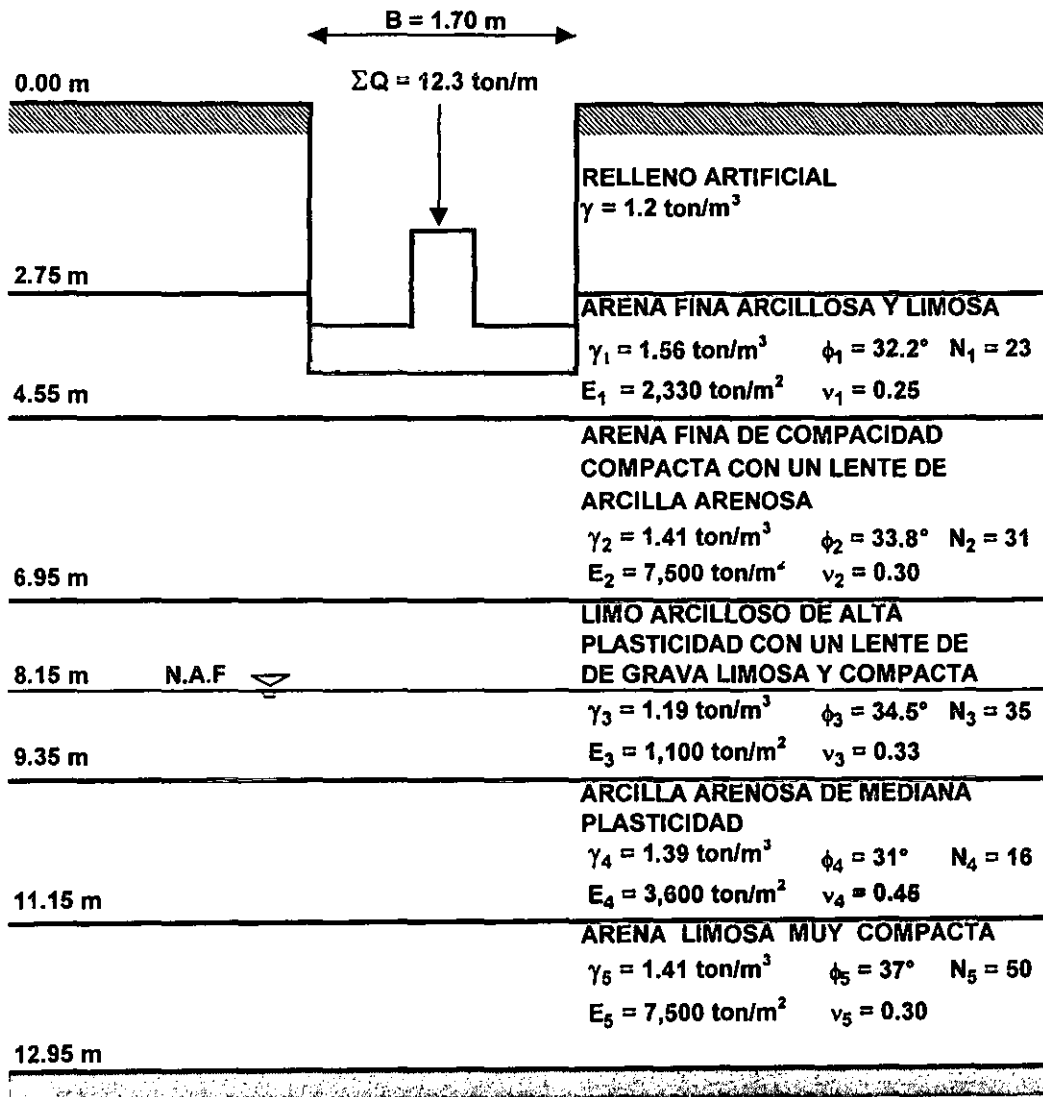 B = 1.70 m
0.00 m
ΣQ = 12.3 ton/m
RELLENO ARTIFICIAL
γ = 1.2 ton/m³
2.75 m
ARENA FINA ARCILLOSA Y LIMOSA
γ₁ = 1.56 ton/m³ ϕ₁ = 32.2° N₁ = 23
E₁ = 2,330 ton/m² ν₁ = 0.25
4.55 m
ARENA FINA DE COMPACIDAD
COMPACTA CON UN LENTE DE
ARCILLA ARENOSA
γ₂ = 1.41 ton/m³ ϕ₂ = 33.8° N₂ = 31
E₂ = 7,500 ton/m² ν₂ = 0.30
6.95 m
LIMO ARCILLOSO DE ALTA
PLASTICIDAD CON UN LENTE DE
DE GRAVA LIMOSA Y COMPACTA
8.15 m N.A.F
γ₃ = 1.19 ton/m³ ϕ₃ = 34.5° N₃ = 35
E₃ = 1,100 ton/m² ν₃ = 0.33
9.35 m
ARCILLA ARENOSA DE MEDIANA
PLASTICIDAD
γ₄ = 1.39 ton/m³ ϕ₄ = 31° N₄ = 16
E₄ = 3,600 ton/m² ν₄ = 0.45
11.15 m
ARENA LIMOSA MUY COMPACTA
γ₅ = 1.41 ton/m³ ϕ₅ = 37° N₅ = 50
E₅ = 7,500 ton/m² ν₅ = 0.30
12.95 m